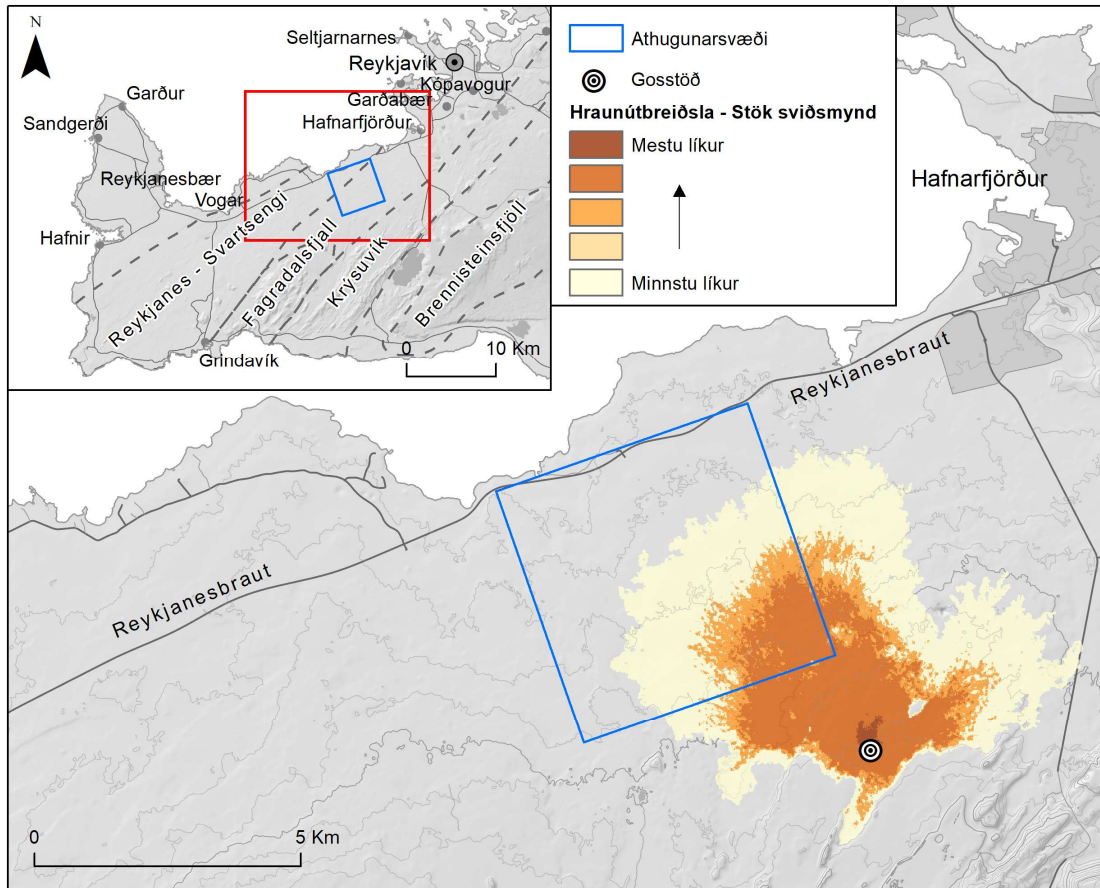 N
Seltjarnarnes
Reykjavík
Kópavogur
Garðabær
Hafnarfjörður
Garður
Sandgerði
Reykjanesbær
Vogar
Hafnir
Reykjanes - Svartsengi
Fagradalsfjall
Krýsuvík
Brennisteinsfjöll
Grindavík
0 10 Km
Athugunarsvæði
Gosstöð
Hraunútbreiðsla - Stök sviðsmynd
Mestu líkur
Minnstu líkur
Hafnarfjörður
Reykjanesbraut
Reykjanesbraut
0 5 Km